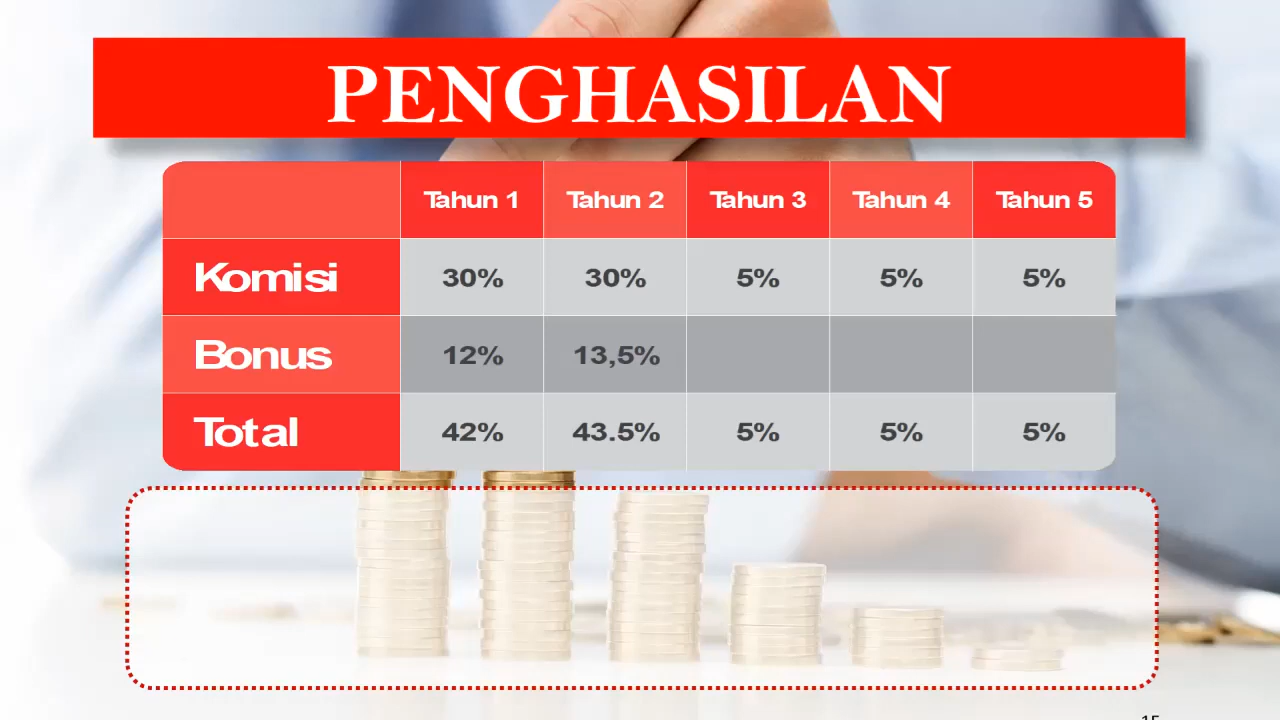 PENGHASILAN
Tahun 1 Tahun 2 Tahun 3 Tahun 4 Tahun 5
Komisi 30% 30% 5% 5% 5%
Bonus 12% 13,5%
Total 42% 43.5% 5% 5% 5%